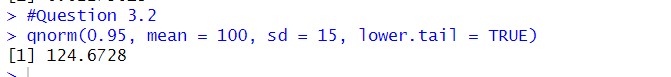 > #Question 3.2
> qnorm(0.95, mean = 100, sd = 15, lower.tail = TRUE)
[1] 124.6728
>